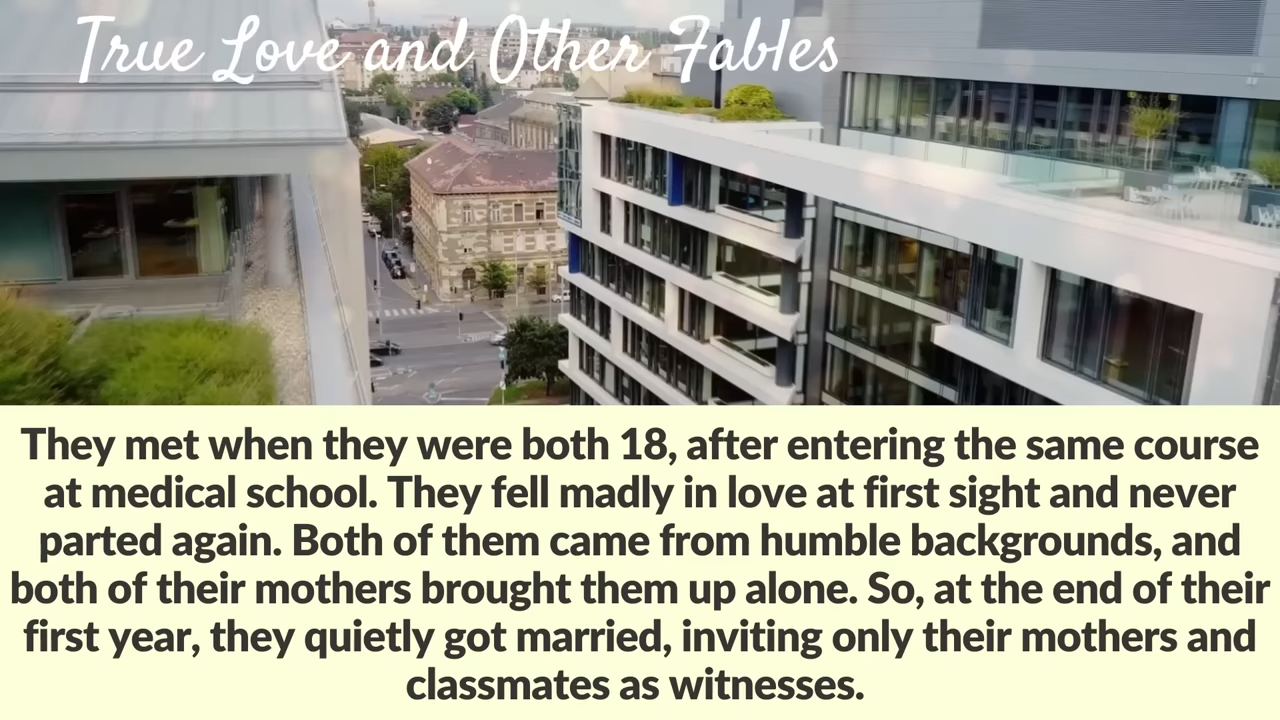 True Love and Other Fables
They met when they were both 18, after entering the same course
at medical school. They fell madly in love at first sight and never
parted again. Both of them came from humble backgrounds, and
both of their mothers brought them up alone. So, at the end of their
first year, they quietly got married, inviting only their mothers and
classmates as witnesses.